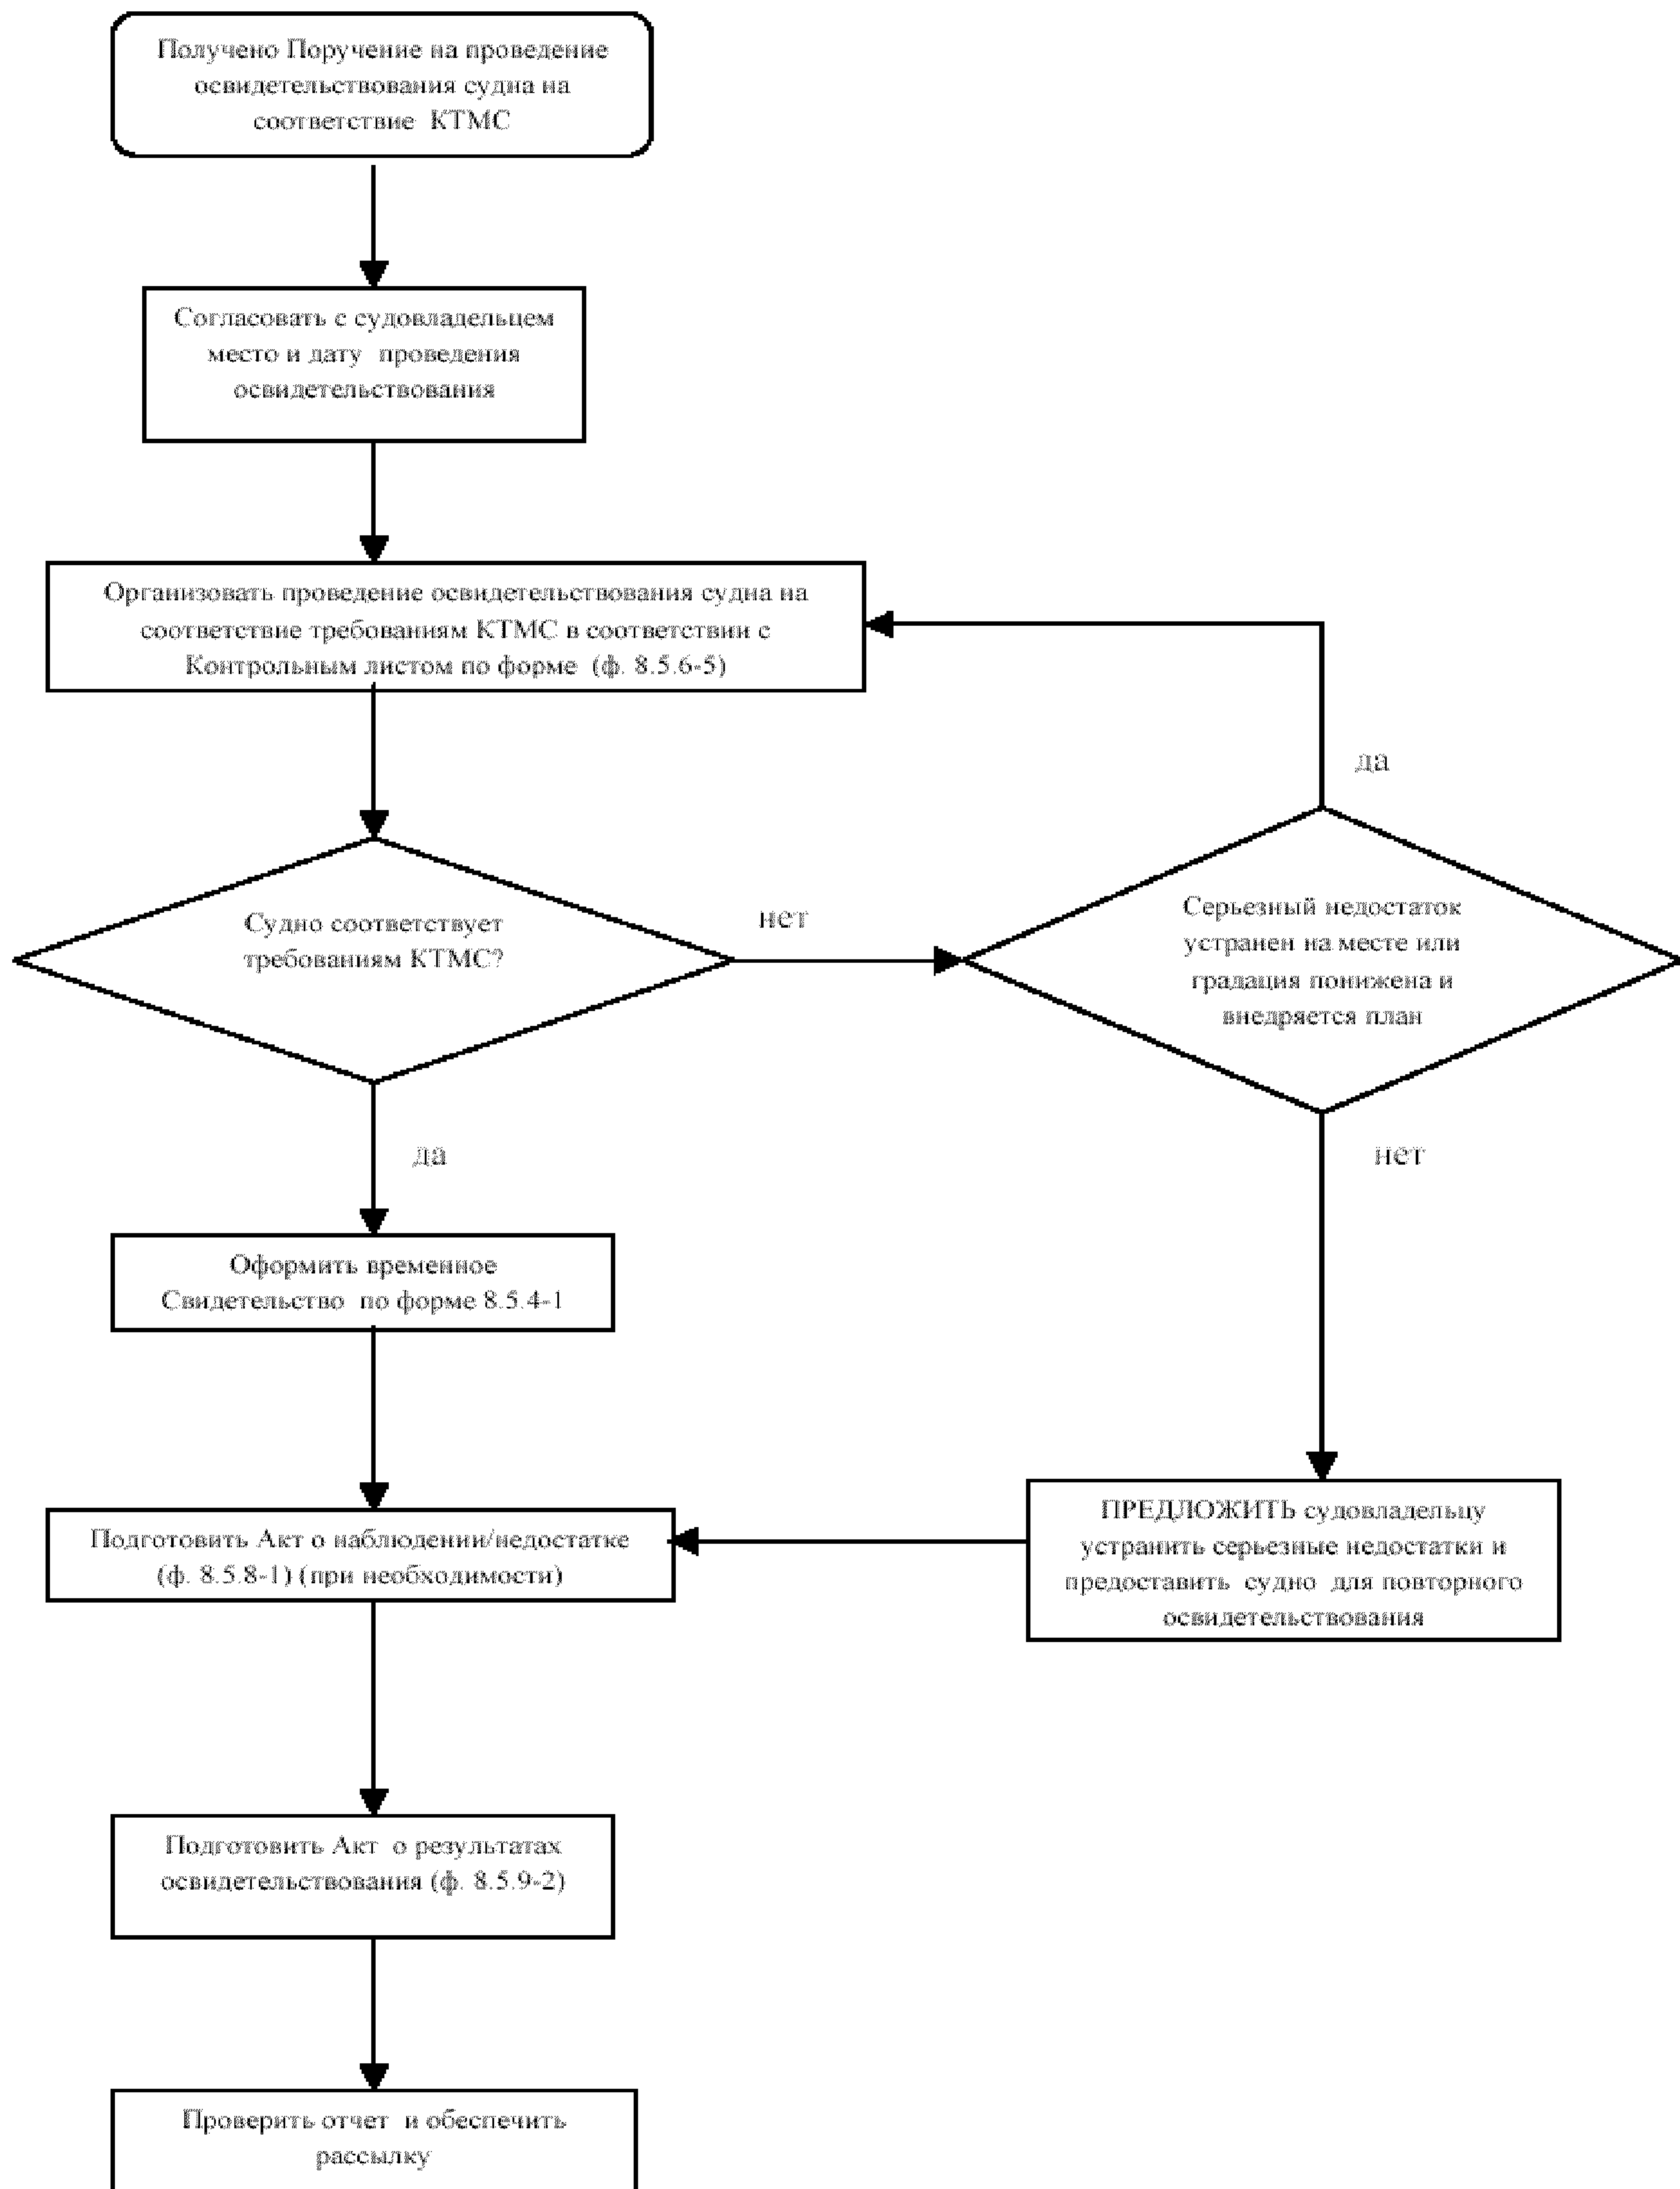 Получено Поручение на проведение
освидетельствования судна на
соответствие КТМС
Согласовать с судовладельцем
место и дату проведения
освидетельствования
Организовать проведение освидетельствования судна на
соответствие требованиям КТМС в соответствии с
Контрольным листом по форме (ф. 8.5.6-5)
да
Судно соответствует
требованиям КТМС?
нет
Серьезный недостаток
устранен на месте или
градация понижена и
внедряется план
да
нет
Оформить временное
Свидетельство по форме 8.5.4-1
Подготовить Акт о наблюдении/недостатке
(ф. 8.5.8-1) (при необходимости)
ПРЕДЛОЖИТЬ судовладельцу
устранить серьезные недостатки и
предоставить судно для повторного
освидетельствования
Подготовить Акт о результатах
освидетельствования (ф. 8.5.9-2)
Проверить отчет и обеспечить
рассылку